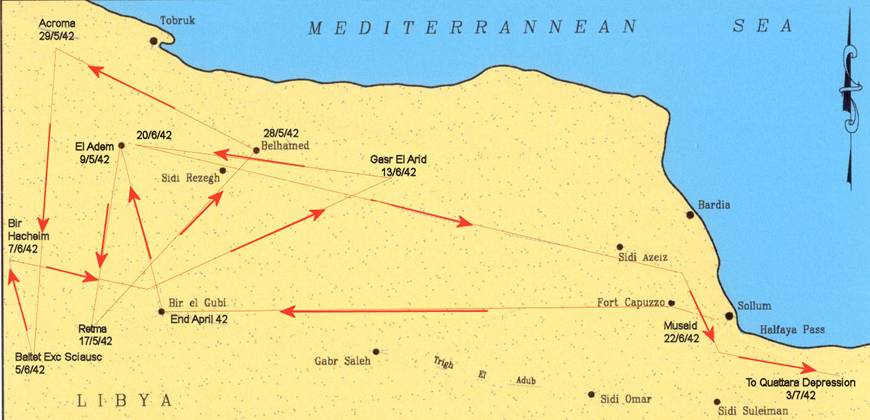 Acroma
29/5/42
Tobruk
MEDITERRANNEAN SEA
20/6/42
El Adem
9/5/42
28/5/42
Belhamed
Sidi Rezegh
Gasr El Arid
13/6/42
Bir
Hacheim
7/6/42
Bardia
Sidi Azeiz
Bir el Gubi
End April 42
Fort Capuzzo
Sollum
Halfaya Pass
Musaid
22/6/42
Retma
17/5/42
Baltet Exc Sciausc
5/6/42
Gabr Saleh
Trigh El Adub
To Quattara Depression
3/7/42
LIBYA
Sidi Omar
Sidi Suleiman